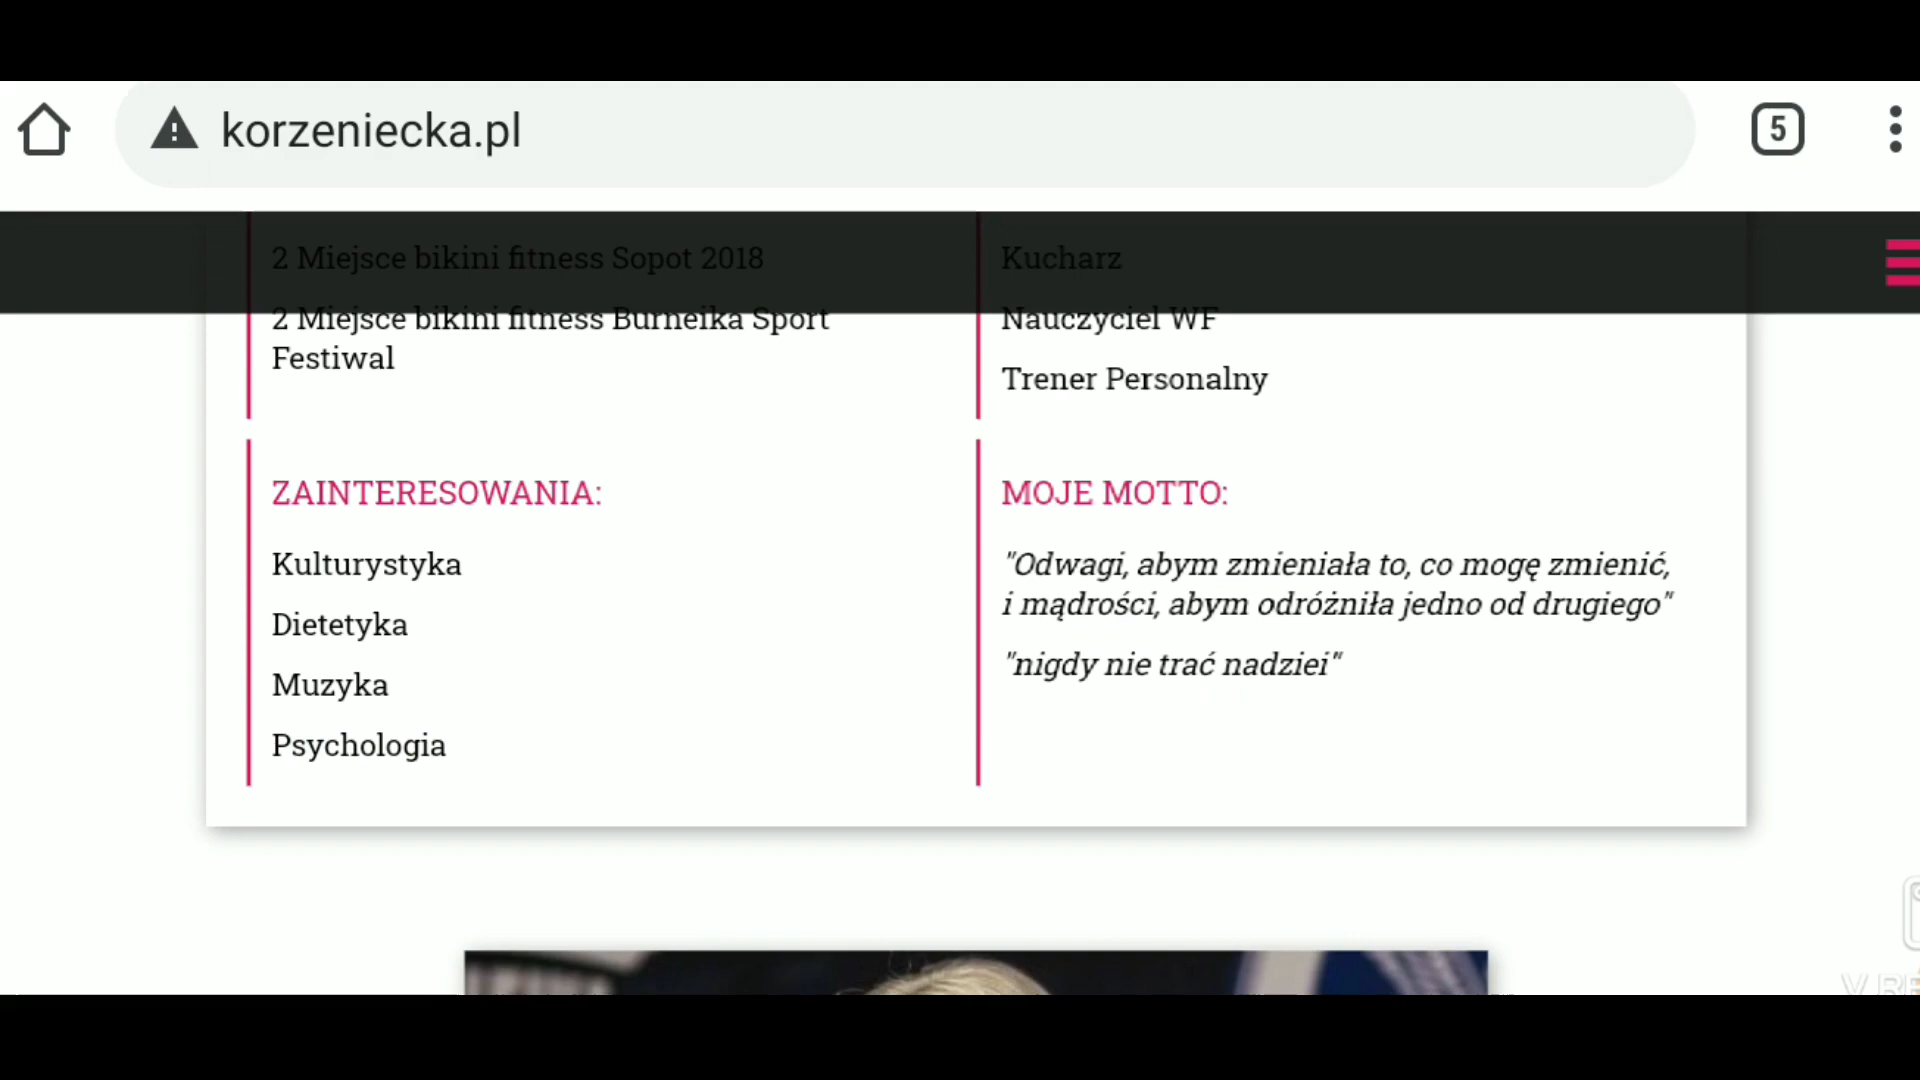 korzeniecka.pl
5
2 Miejsce bikini fitness Sopot 2018
2 Miejsce bikini fitness Burneika Sport
Festiwal
Kucharz
Nauczyciel WF
Trener Personalny
ZAINTERESOWANIA:
Kulturystyka
Dietetyka
Muzyka
Psychologia
MOJE MOTTO:
"Odwagi, abym zmieniała to, co mogę zmienić,
i mądrości, abym odróżniła jedno od drugiego"
"nigdy nie trać nadziei"